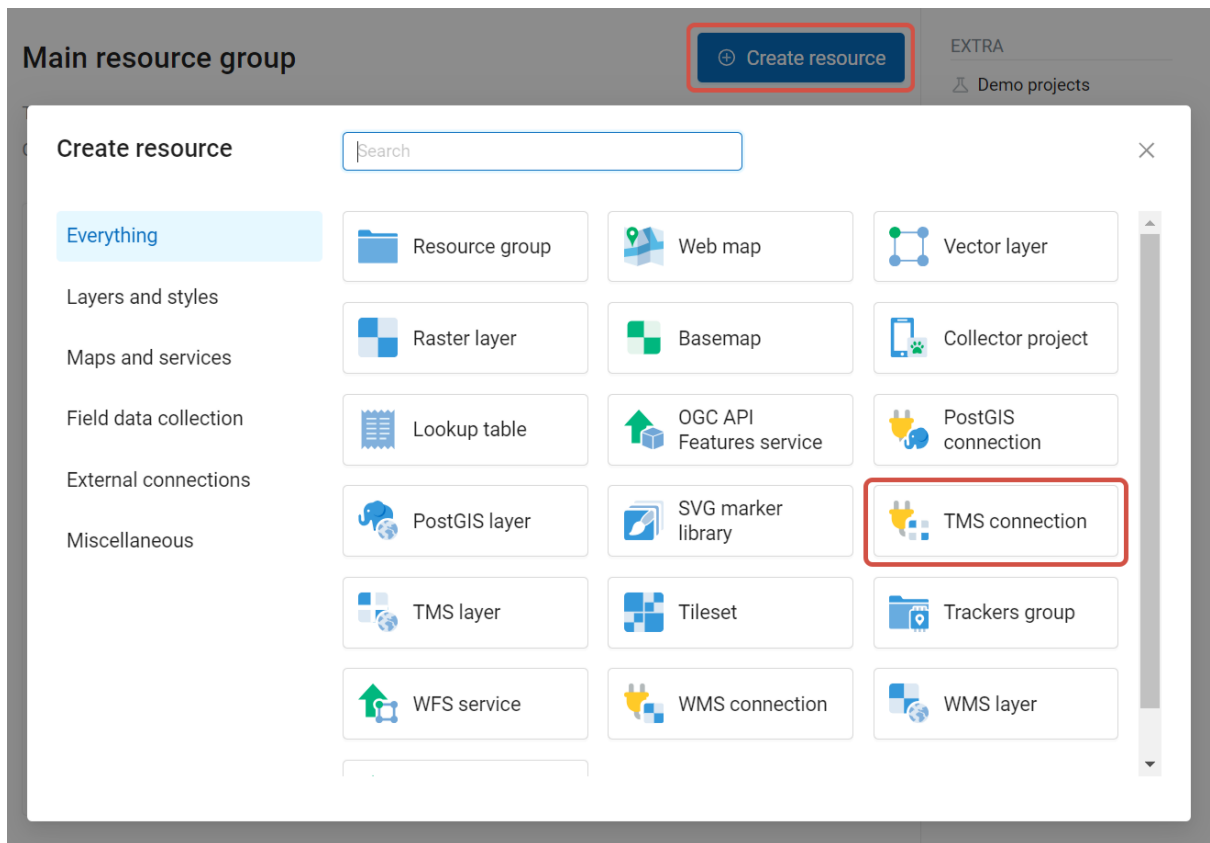 Main resource group
Create resource
EXTRA
Demo projects
Create resource
Search
Everything
Layers and styles
Maps and services
Field data collection
External connections
Miscellaneous
Resource group
Web map
Vector layer
Raster layer
Basemap
Collector project
Lookup table
OGC API
Features service
PostGIS
connection
PostGIS layer
SVG marker
library
TMS connection
TMS layer
Tileset
Trackers group
WFS service
WMS connection
WMS layer